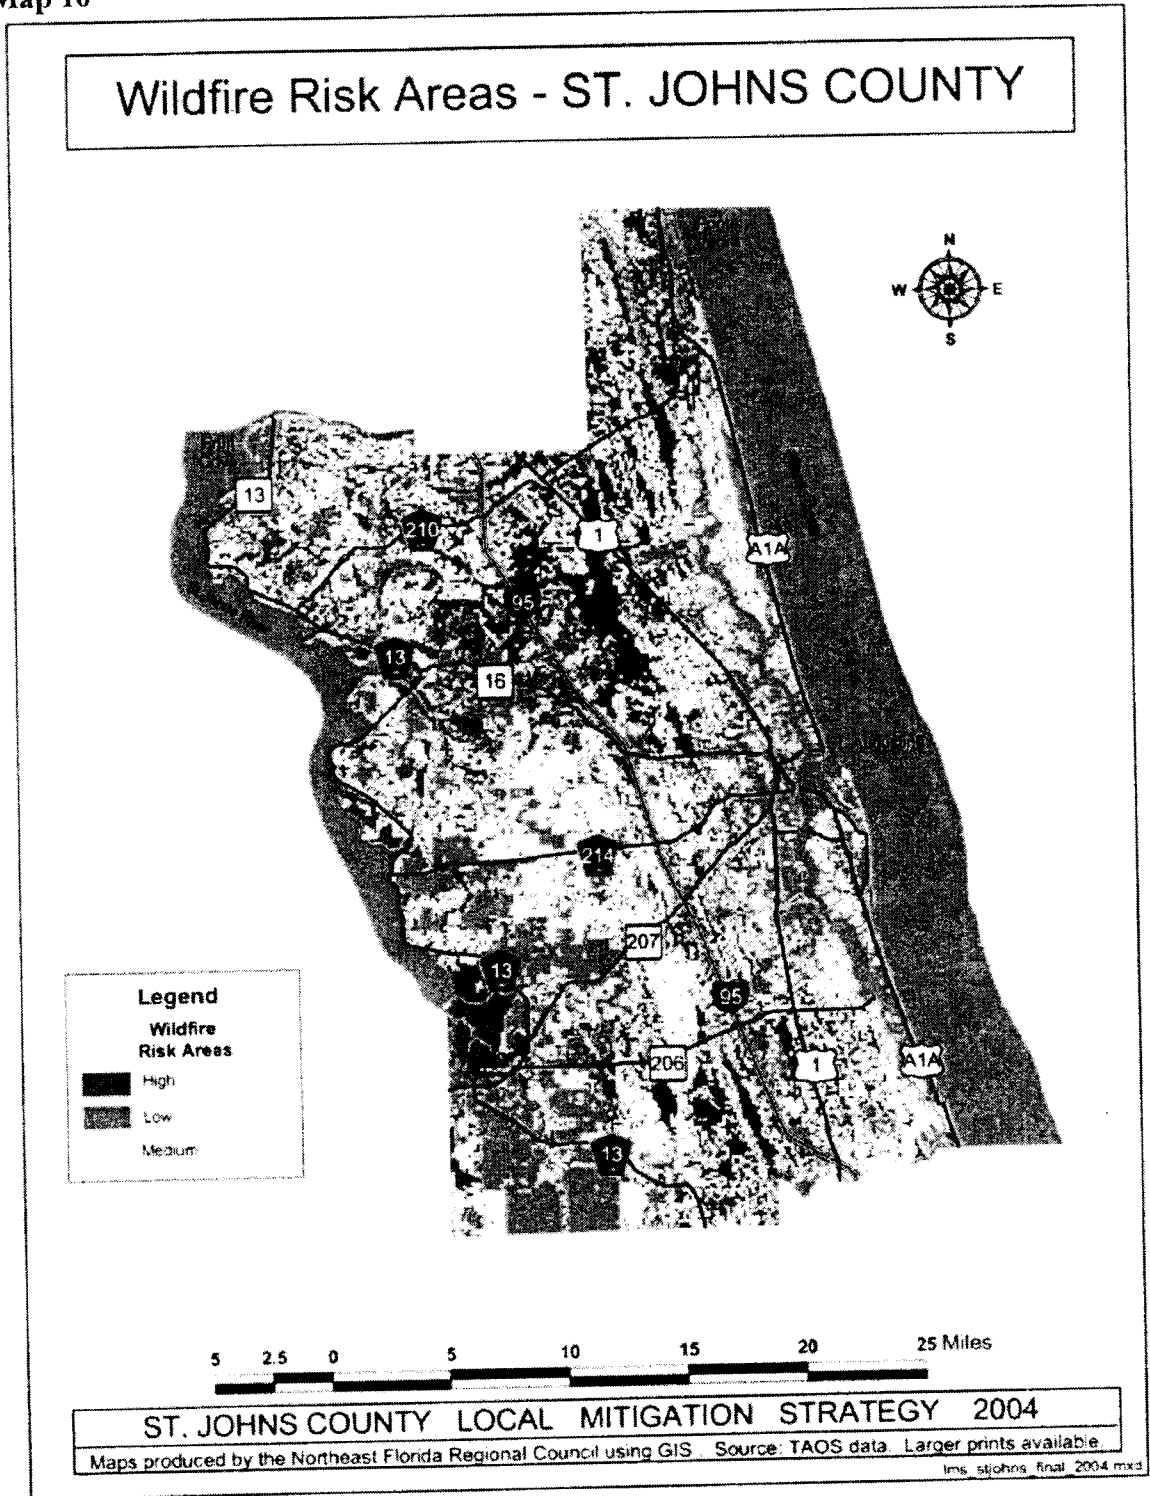 Map 16
Wildfire Risk Areas - ST. JOHNS COUNTY
N
W E
S
13
210
1
A1A
95
13
16
214
207
13
95
206
1
A1A
13
Legend
Wildfire
Risk Areas
High
Low
Medium
5 2.5 0 5 10 15 20 25 Miles
ST. JOHNS COUNTY LOCAL MITIGATION STRATEGY 2004
Maps produced by the Northeast Florida Regional Council using GIS. Source: TAOS data. Larger prints available.
lms_stjohns_final_2004.mxd